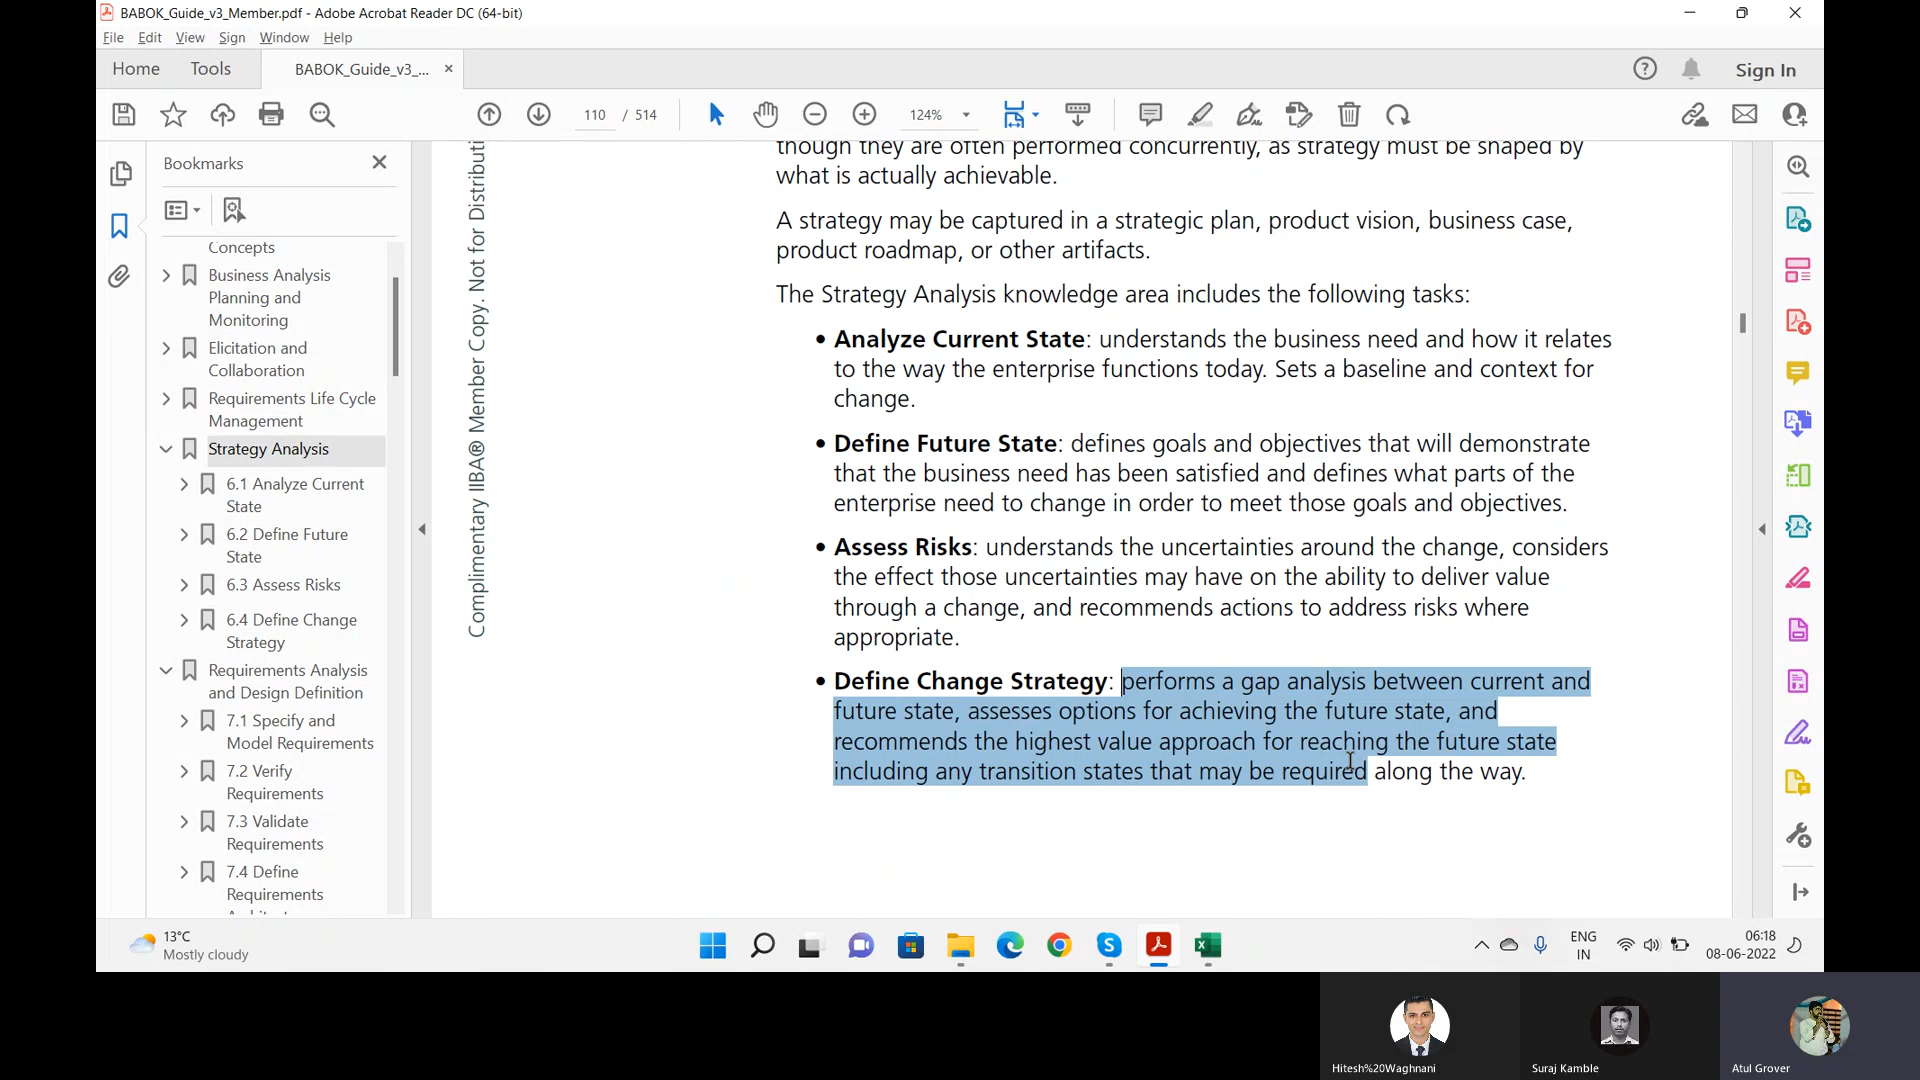 BABOK_Guide_v3_Member.pdf - Adobe Acrobat Reader DC (64-bit)
File Edit View Sign Window Help
Home Tools BABOK_Guide_v3_... × Sign In
110 / 514 124%
Bookmarks
Concepts
Business Analysis
Planning and
Monitoring
Elicitation and
Collaboration
Requirements Life Cycle
Management
Strategy Analysis
6.1 Analyze Current
State
6.2 Define Future
State
6.3 Assess Risks
6.4 Define Change
Strategy
Requirements Analysis
and Design Definition
7.1 Specify and
Model Requirements
7.2 Verify
Requirements
7.3 Validate
Requirements
7.4 Define
Requirements
Complimentary IIBA® Member Copy. Not for Distributi
though they are often performed concurrently, as strategy must be shaped by
what is actually achievable.
A strategy may be captured in a strategic plan, product vision, business case,
product roadmap, or other artifacts.
The Strategy Analysis knowledge area includes the following tasks:
• Analyze Current State: understands the business need and how it relates
to the way the enterprise functions today. Sets a baseline and context for
change.
• Define Future State: defines goals and objectives that will demonstrate
that the business need has been satisfied and defines what parts of the
enterprise need to change in order to meet those goals and objectives.
• Assess Risks: understands the uncertainties around the change, considers
the effect those uncertainties may have on the ability to deliver value
through a change, and recommends actions to address risks where
appropriate.
• Define Change Strategy: performs a gap analysis between current and
future state, assesses options for achieving the future state, and
recommends the highest value approach for reaching the future state
including any transition states that may be required along the way.
13°C
Mostly cloudy
ENG
IN
06:18
08-06-2022
Hitesh%20Waghnani
Suraj Kamble
Atul Grover